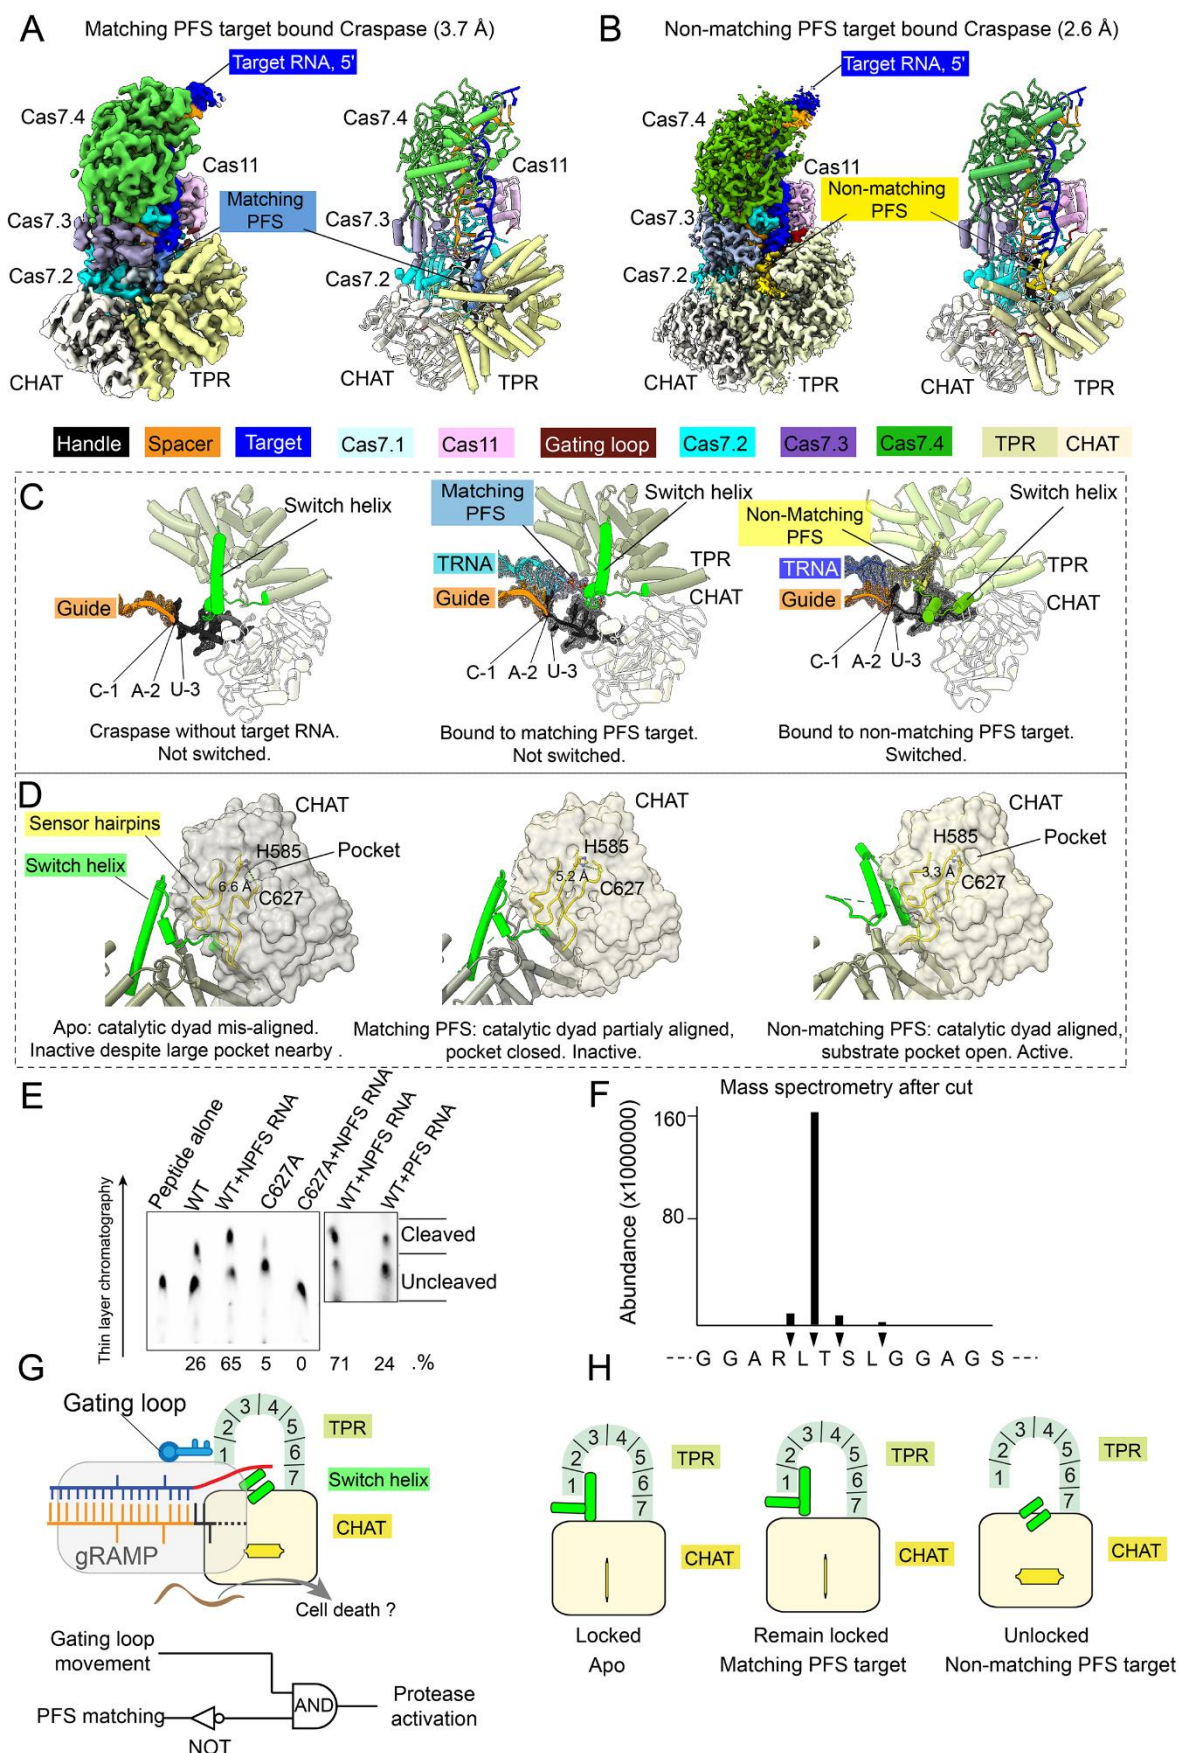 A
Matching PFS target bound Craspase (3.7 Å)
Target RNA, 5'
Cas7.4
Cas11
Matching
PFS
Cas7.3
Cas7.3
Cas7.2
Cas7.2
CHAT
TPR
CHAT
TPR
B
Non-matching PFS target bound Craspase (2.6 Å)
Target RNA, 5'
Cas7.4
Cas11
Non-matching
PFS
Cas7.3
Cas7.2
CHAT
TPR
CHAT
TPR
Handle
Spacer
Target
Cas7.1
Cas11
Gating loop
Cas7.2
Cas7.3
Cas7.4
TPR
CHAT
C
Switch helix
Guide
C-1
A-2
U-3
Craspase without target RNA.
Not switched.
Matching
PFS
Switch helix
TRNA
Guide
TPR
CHAT
C-1
A-2
U-3
Bound to matching PFS target.
Not switched.
Non-Matching
PFS
Switch helix
TRNA
Guide
TPR
CHAT
C-1
A-2
U-3
Bound to non-matching PFS target.
Switched.
D
Sensor hairpins
Switch helix
CHAT
H585
Pocket
6.6 Å
C627
Apo: catalytic dyad mis-aligned.
Inactive despite large pocket nearby .
CHAT
H585
5.2 Å
C627
Matching PFS: catalytic dyad partialy aligned,
pocket closed. Inactive.
CHAT
H585
Pocket
3.3 Å
C627
Non-matching PFS: catalytic dyad aligned,
substrate pocket open. Active.
E
Thin layer chromatography
Peptide alone
WT
WT+NPFS RNA
C627A
C627A+NPFS RNA
WT+NPFS RNA
WT+PFS RNA
Cleaved
Uncleaved
26 65 5 0 71 24 .%
F
Mass spectrometry after cut
Abundance (x1000000)
160
80
---G G A R L T S L G G A G S ---
G
Gating loop
1 2 3 4 5 6 7
TPR
Switch helix
CHAT
gRAMP
Cell death ?
Gating loop
movement
PFS matching
NOT
AND
Protease
activation
H
1 2 3 4 5 6 7
TPR
CHAT
Locked
Apo
1 2 3 4 5 6 7
TPR
CHAT
Remain locked
Matching PFS target
1 2 3 4 5 6 7
TPR
CHAT
Unlocked
Non-matching PFS target